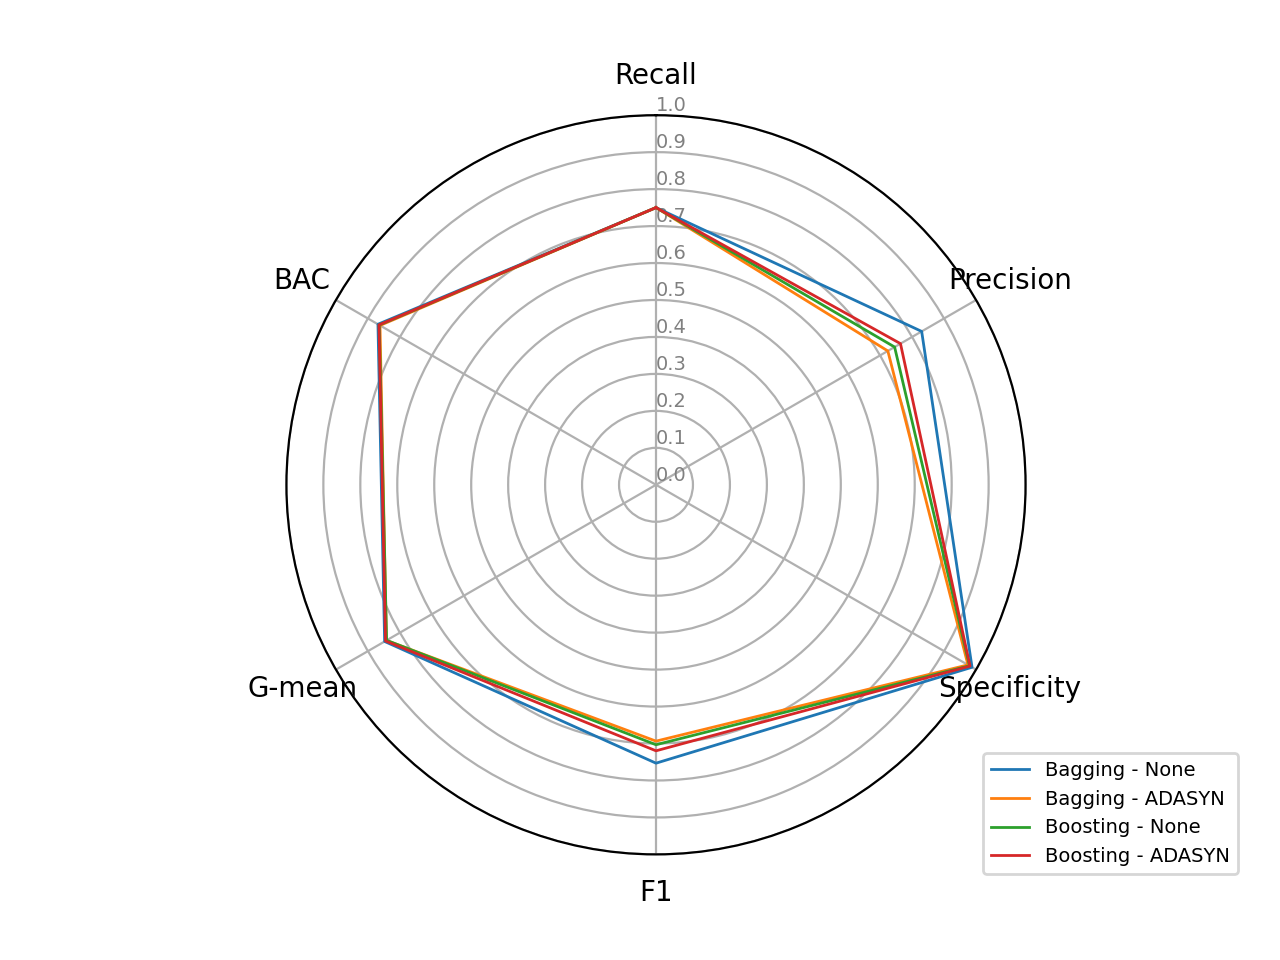 Recall
1.0
0.9
0.8
0.7
0.6
0.5
0.4
0.3
0.2
0.1
0.0
BAC
Precision
G-mean
Specificity
F1
Bagging - None
Bagging - ADASYN
Boosting - None
Boosting - ADASYN